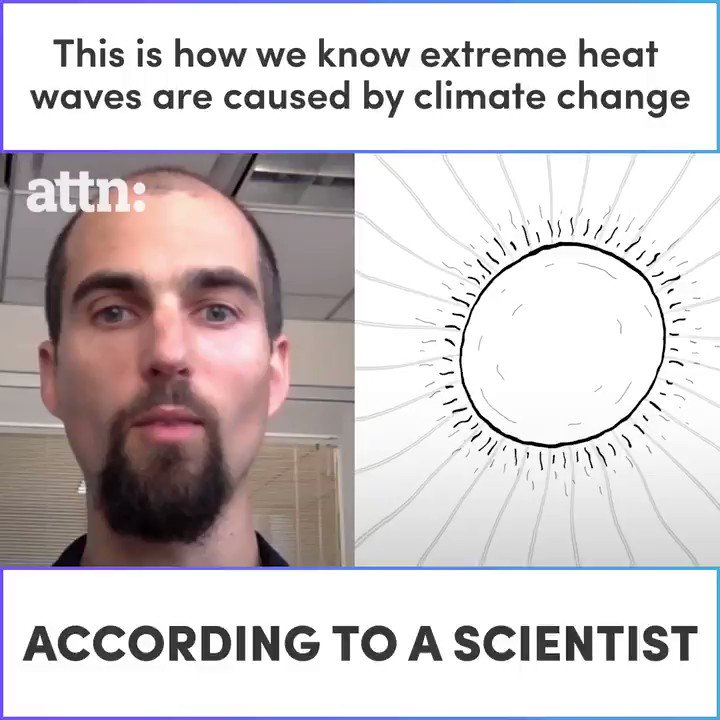 This is how we know extreme heat
waves are caused by climate change
attn:
ACCORDING TO A SCIENTIST